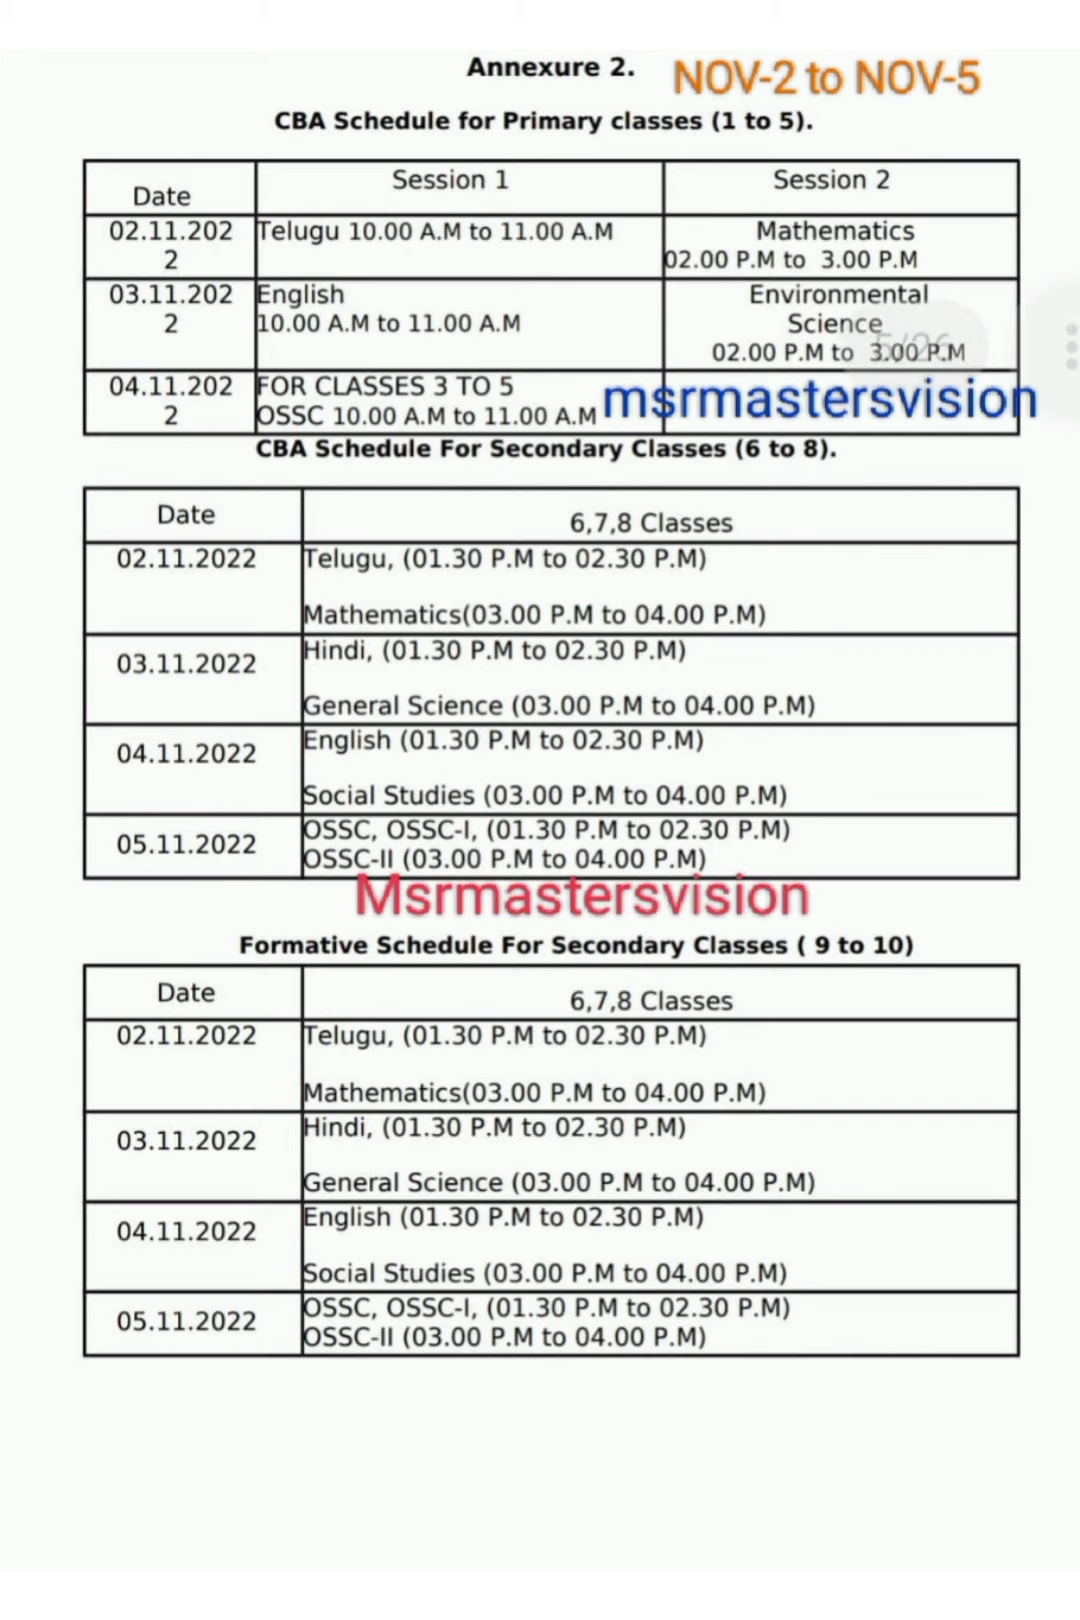 Annexure 2.
NOV-2 to NOV-5
CBA Schedule for Primary classes (1 to 5).
Date
Session 1
Session 2
02.11.202
2
Telugu 10.00 A.M to 11.00 A.M
Mathematics
02.00 P.M to 3.00 P.M
03.11.202
2
English
10.00 A.M to 11.00 A.M
Environmental
Science
02.00 P.M to 3.00 P.M
5/26
04.11.202
2
FOR CLASSES 3 TO 5
OSSC 10.00 A.M to 11.00 A.M
msrmastersvision
CBA Schedule For Secondary Classes (6 to 8).
Date
6,7,8 Classes
02.11.2022
Telugu, (01.30 P.M to 02.30 P.M)
Mathematics(03.00 P.M to 04.00 P.M)
03.11.2022
Hindi, (01.30 P.M to 02.30 P.M)
General Science (03.00 P.M to 04.00 P.M)
04.11.2022
English (01.30 P.M to 02.30 P.M)
Social Studies (03.00 P.M to 04.00 P.M)
05.11.2022
OSSC, OSSC-I, (01.30 P.M to 02.30 P.M)
OSSC-II (03.00 P.M to 04.00 P.M)
Msrmastersvision
Formative Schedule For Secondary Classes ( 9 to 10)
Date
6,7,8 Classes
02.11.2022
Telugu, (01.30 P.M to 02.30 P.M)
Mathematics(03.00 P.M to 04.00 P.M)
03.11.2022
Hindi, (01.30 P.M to 02.30 P.M)
General Science (03.00 P.M to 04.00 P.M)
04.11.2022
English (01.30 P.M to 02.30 P.M)
Social Studies (03.00 P.M to 04.00 P.M)
05.11.2022
OSSC, OSSC-I, (01.30 P.M to 02.30 P.M)
OSSC-II (03.00 P.M to 04.00 P.M)